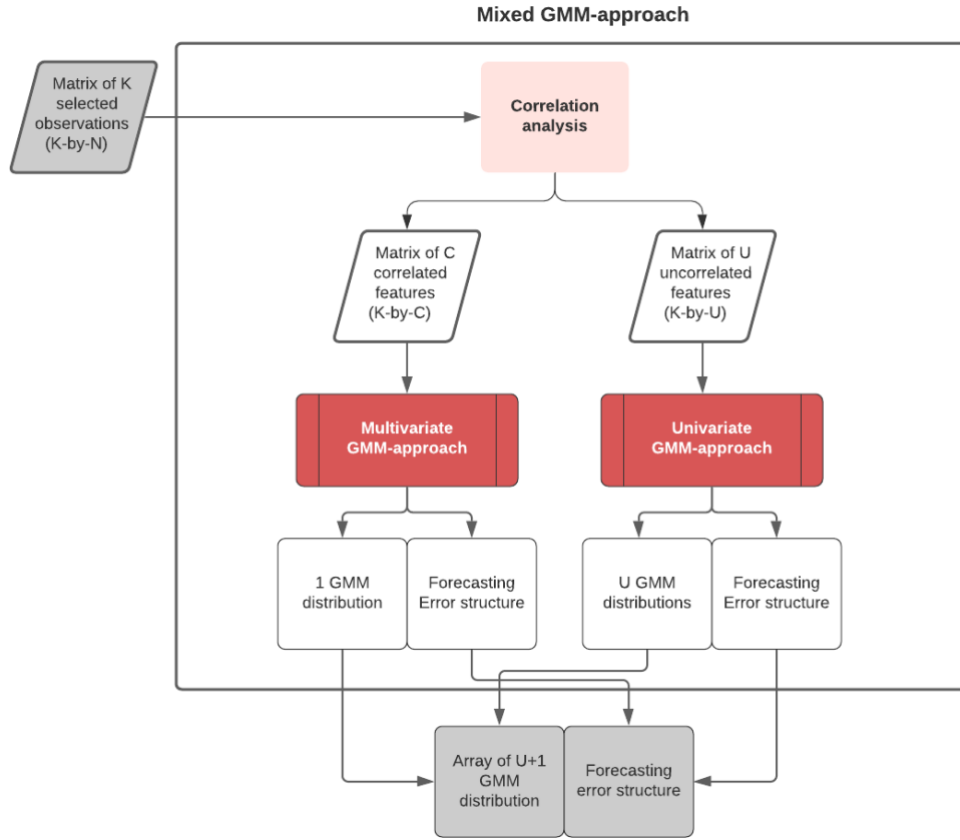 Mixed GMM-approach
Matrix of K
selected
observations
(K-by-N)
Correlation
analysis
Matrix of C
correlated
features
(K-by-C)
Matrix of U
uncorrelated
features
(K-by-U)
Multivariate
GMM-approach
Univariate
GMM-approach
1 GMM
distribution
Forecasting
Error structure
U GMM
distributions
Forecasting
Error structure
Array of U+1
GMM
distribution
Forecasting
error structure